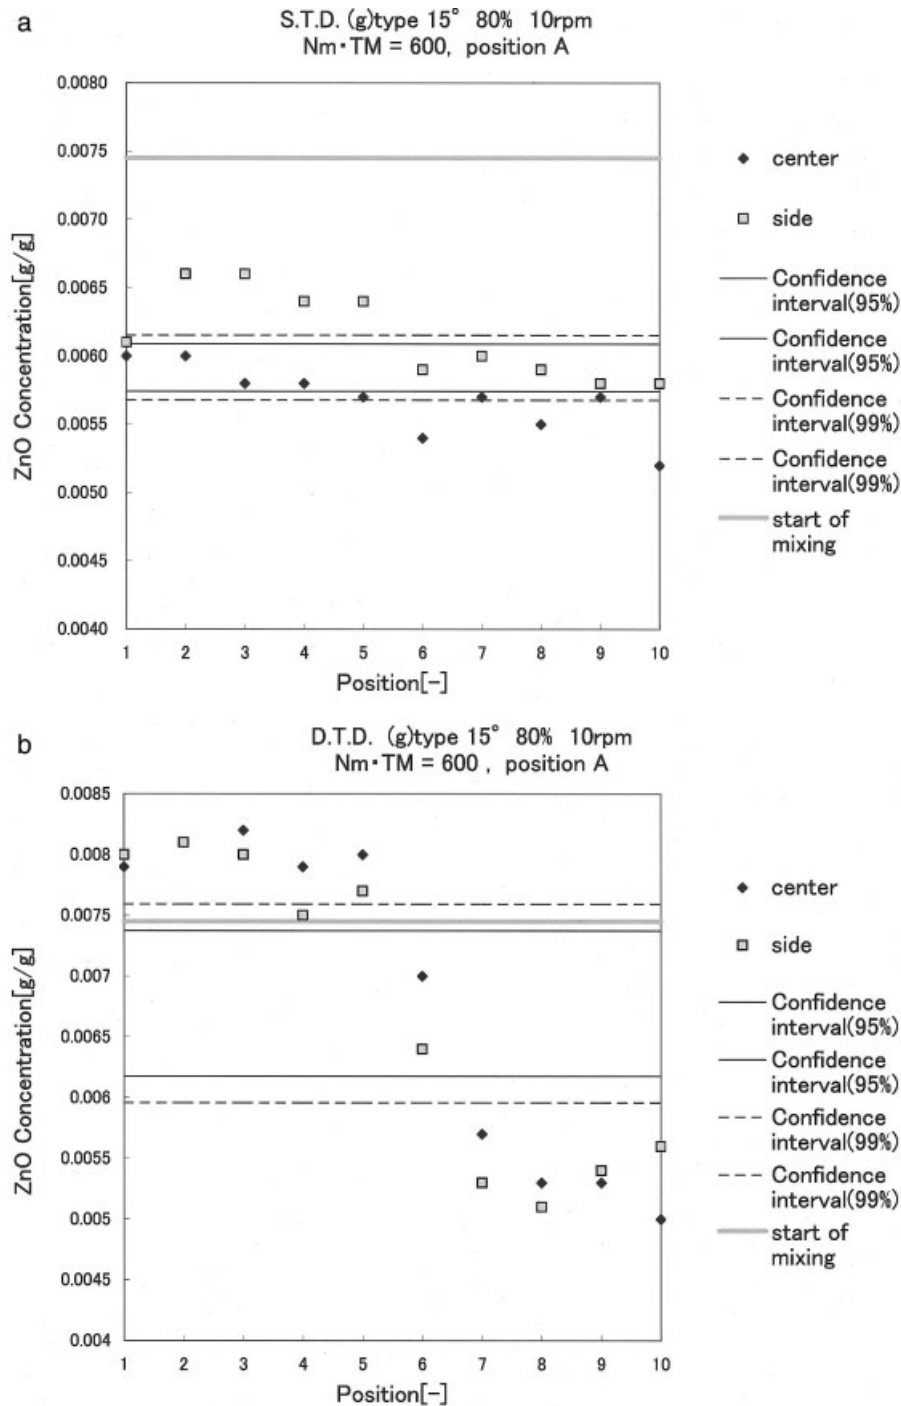 a
S.T.D. (g)type 15° 80% 10rpm
Nm・TM = 600, position A
0.0080
0.0075
0.0070
0.0065
0.0060
0.0055
0.0050
0.0045
0.0040
ZnO Concentration[g/g]
1 2 3 4 5 6 7 8 9 10
Position[-]
center
side
Confidence
interval(95%)
Confidence
interval(95%)
Confidence
interval(99%)
Confidence
interval(99%)
start of
mixing
b
D.T.D. (g)type 15° 80% 10rpm
Nm・TM = 600 , position A
0.0085
0.008
0.0075
0.007
0.0065
0.006
0.0055
0.005
0.0045
0.004
ZnO Concentration[g/g]
1 2 3 4 5 6 7 8 9 10
Position[-]
center
side
Confidence
interval(95%)
Confidence
interval(95%)
Confidence
interval(99%)
Confidence
interval(99%)
start of
mixing